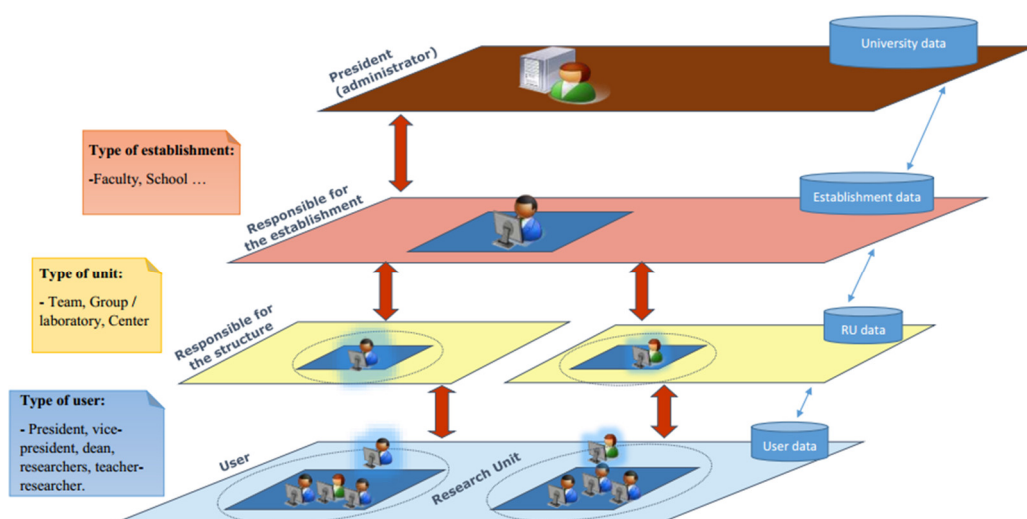 University data
President
(administrator)
Type of establishment:
-Faculty, School ...
Responsible for
the establishment
Establishment data
Type of unit:
- Team, Group /
laboratory, Center
Responsible for
the structure
RU data
Type of user:
- President, vice-
president, dean,
researchers, teacher-
researcher.
User
Research Unit
User data